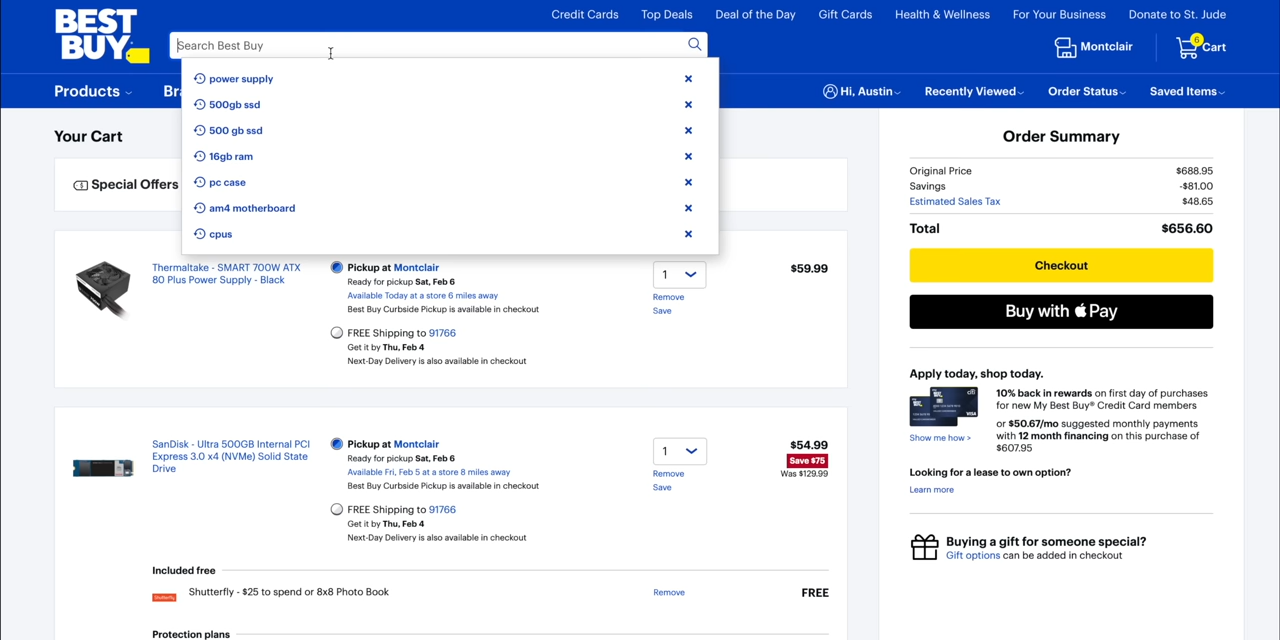 BEST
BUY
Credit Cards
Top Deals
Deal of the Day
Gift Cards
Health & Wellness
For Your Business
Donate to St. Jude
Search Best Buy
Montclair
6
Cart
Products
Bra
Hi, Austin
Recently Viewed
Order Status
Saved Items
power supply
500gb ssd
500 gb ssd
16gb ram
pc case
am4 motherboard
cpus
Your Cart
Special Offers
Thermaltake - SMART 700W ATX
80 Plus Power Supply - Black
Pickup at Montclair
Ready for pickup Sat, Feb 6
Available Today at a store 6 miles away
Best Buy Curbside Pickup is available in checkout
FREE Shipping to 91766
Get it by Thu, Feb 4
Next-Day Delivery is also available in checkout
1
Remove
Save
$59.99
SanDisk - Ultra 500GB Internal PCI
Express 3.0 x4 (NVMe) Solid State
Drive
Pickup at Montclair
Ready for pickup Sat, Feb 6
Available Fri, Feb 5 at a store 8 miles away
Best Buy Curbside Pickup is available in checkout
FREE Shipping to 91766
Get it by Thu, Feb 4
Next-Day Delivery is also available in checkout
1
Remove
Save
$54.99
Save $75
Was $129.99
Included free
Shutterfly
Shutterfly - $25 to spend or 8x8 Photo Book
Remove
FREE
Protection plans
Order Summary
Original Price
$688.95
Savings
-$81.00
Estimated Sales Tax
$48.65
Total
$656.60
Checkout
Buy with Pay
Apply today, shop today.
10% back in rewards on first day of purchases
for new My Best Buy® Credit Card members
or $50.67/mo suggested monthly payments
with 12 month financing on this purchase of
$607.95
Show me how >
Looking for a lease to own option?
Learn more
Buying a gift for someone special?
Gift options can be added in checkout